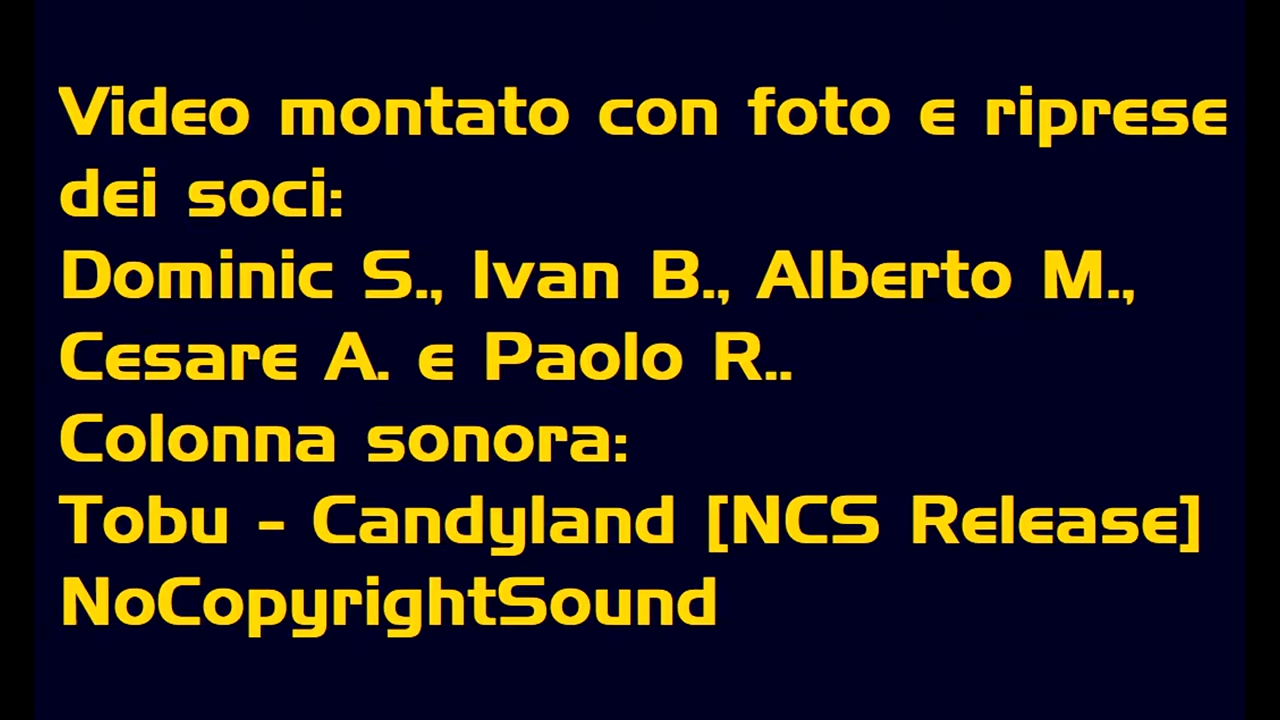 Video montato con foto e riprese
dei soci:
Dominic S., Ivan B., Alberto M.,
Cesare A. e Paolo R..
Colonna sonora:
Tobu - Candyland [NCS Release]
NoCopyrightSound